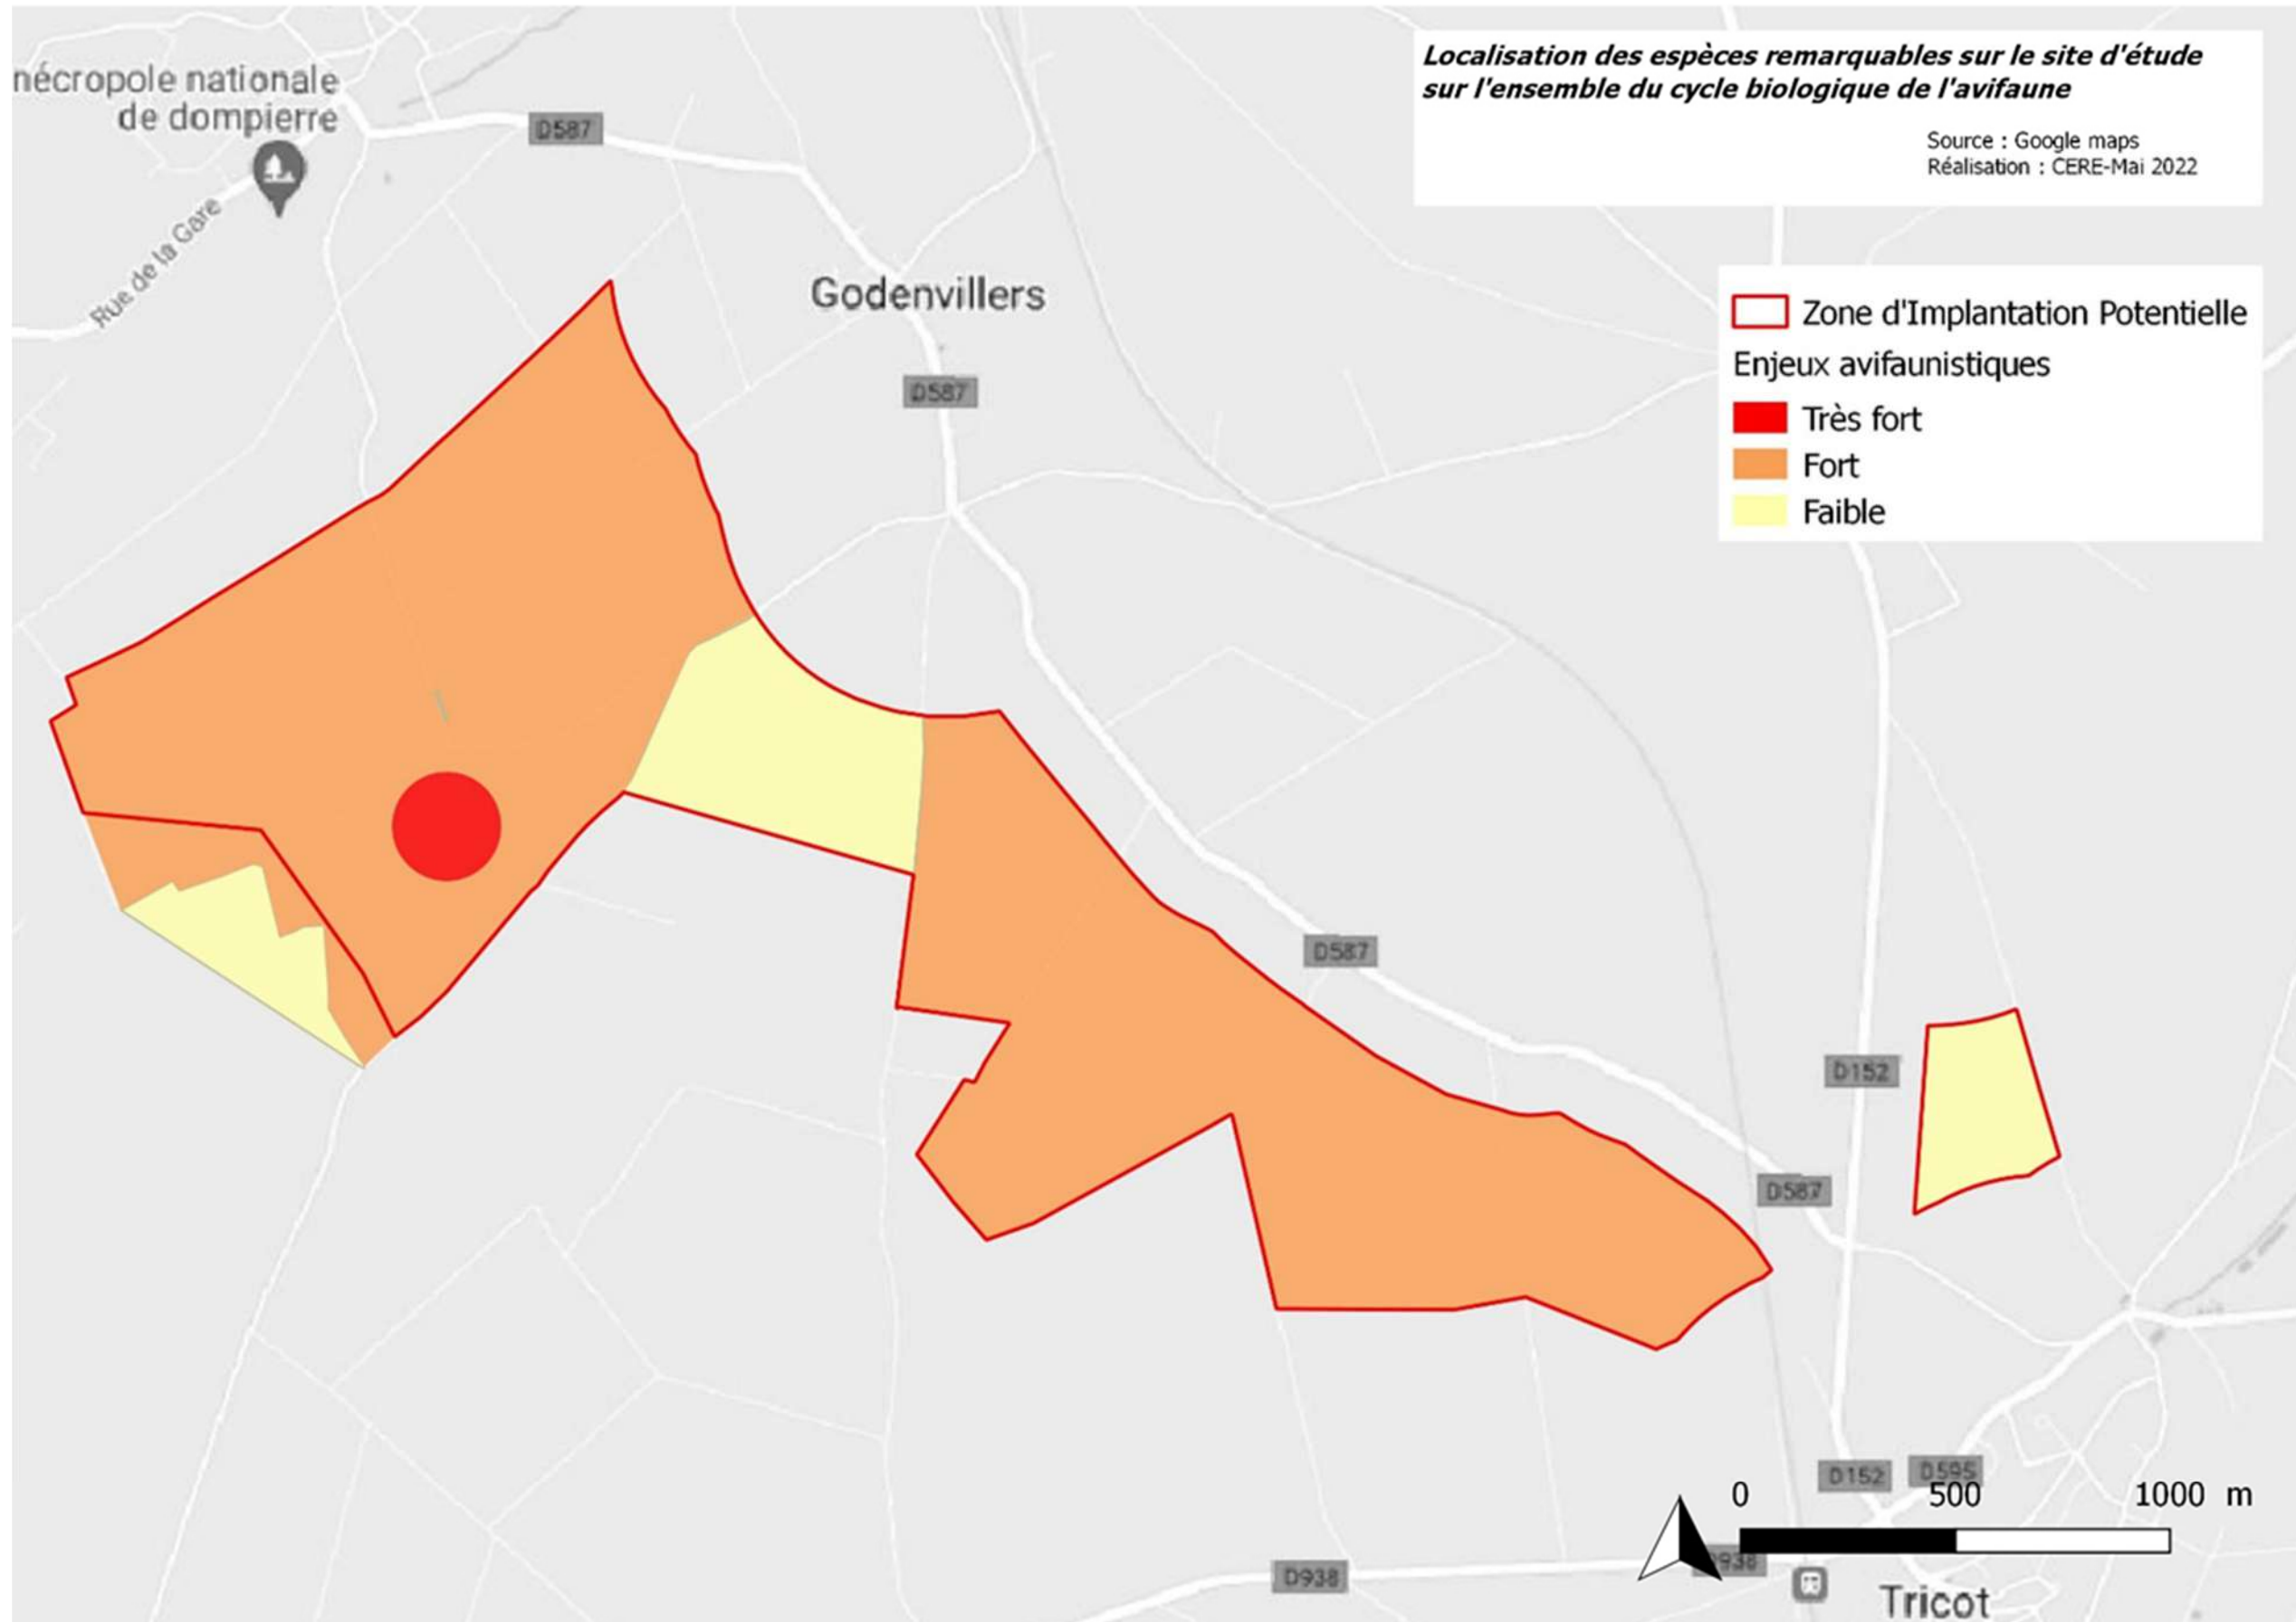 Localisation des espèces remarquables sur le site d'étude
sur l'ensemble du cycle biologique de l'avifaune
Source : Google maps
Réalisation : CERE-Mai 2022
nécropole nationale
de dompierre
D587
Rue de la Gare
Godenvillers
D587
Zone d'Implantation Potentielle
Enjeux avifaunistiques
Très fort
Fort
Faible
D587
D152
D587
D152
D595
0 500 1000 m
D938
D938
Tricot